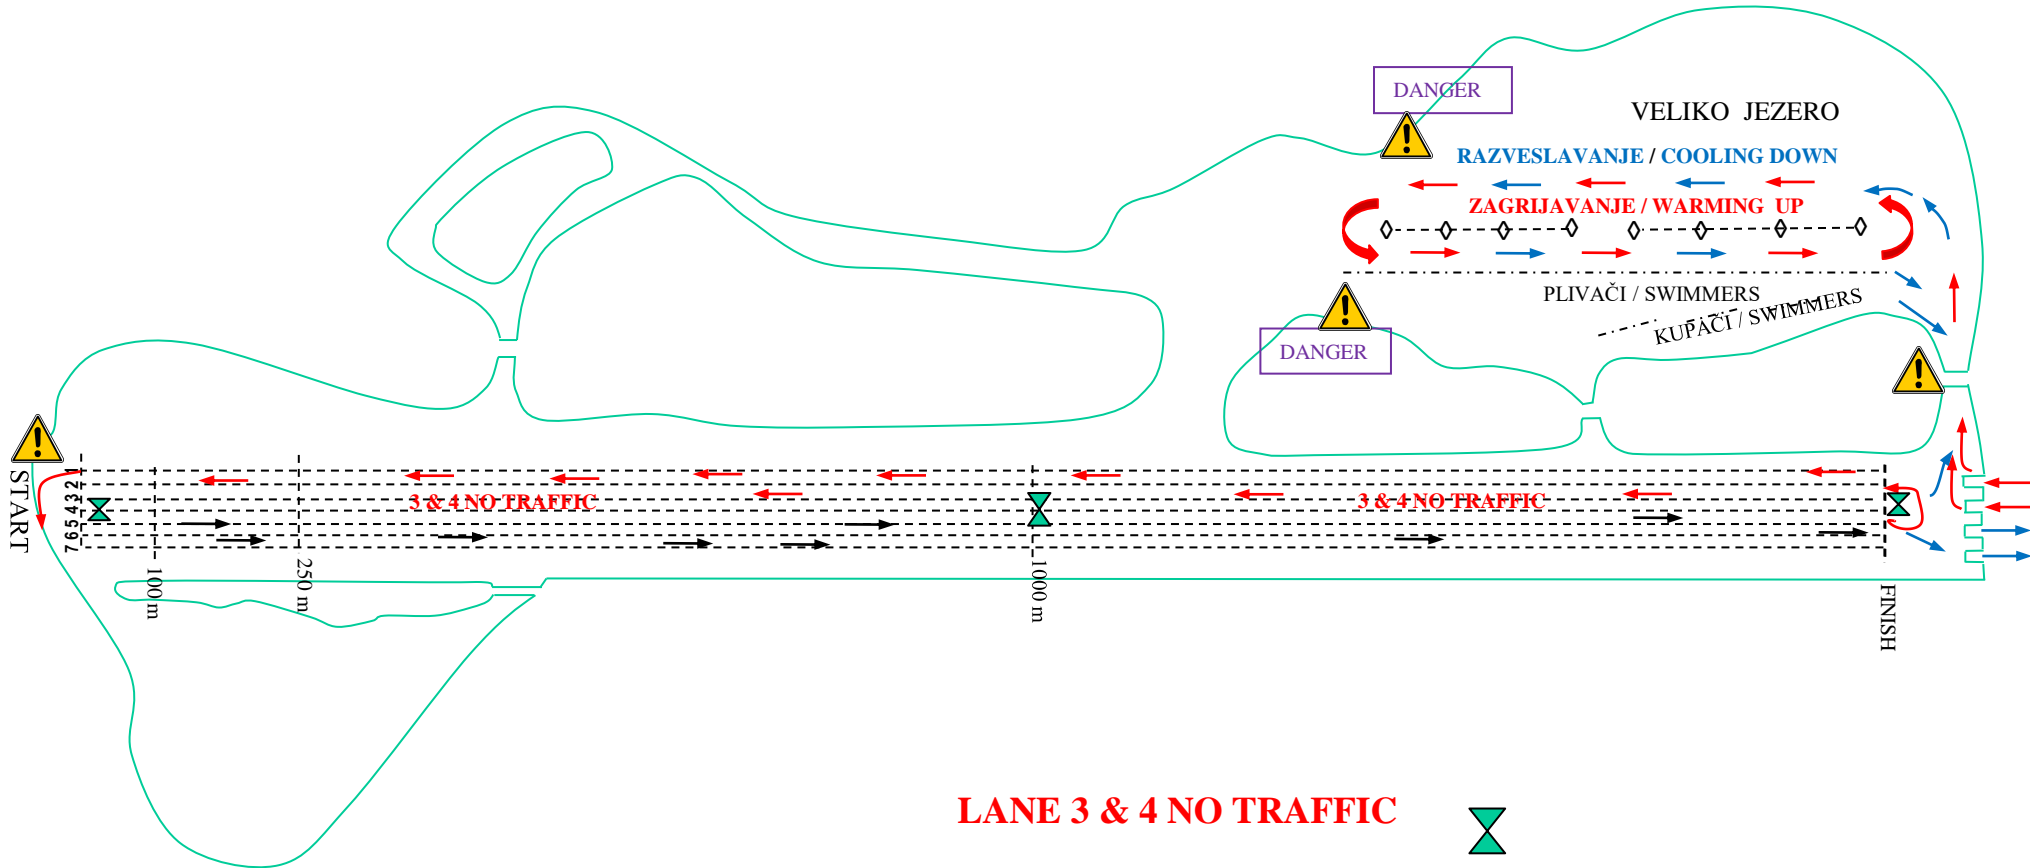 DANGER
VELIKO JEZERO
RAZVESLAVANJE / COOLING DOWN
ZAGRIJAVANJE / WARMING UP
PLIVAČI / SWIMMERS
KUPAČI / SWIMMERS
DANGER
START
1
2
3
4
5
6
7
3 & 4 NO TRAFFIC
3 & 4 NO TRAFFIC
100 m
250 m
1000 m
FINISH
LANE 3 & 4 NO TRAFFIC